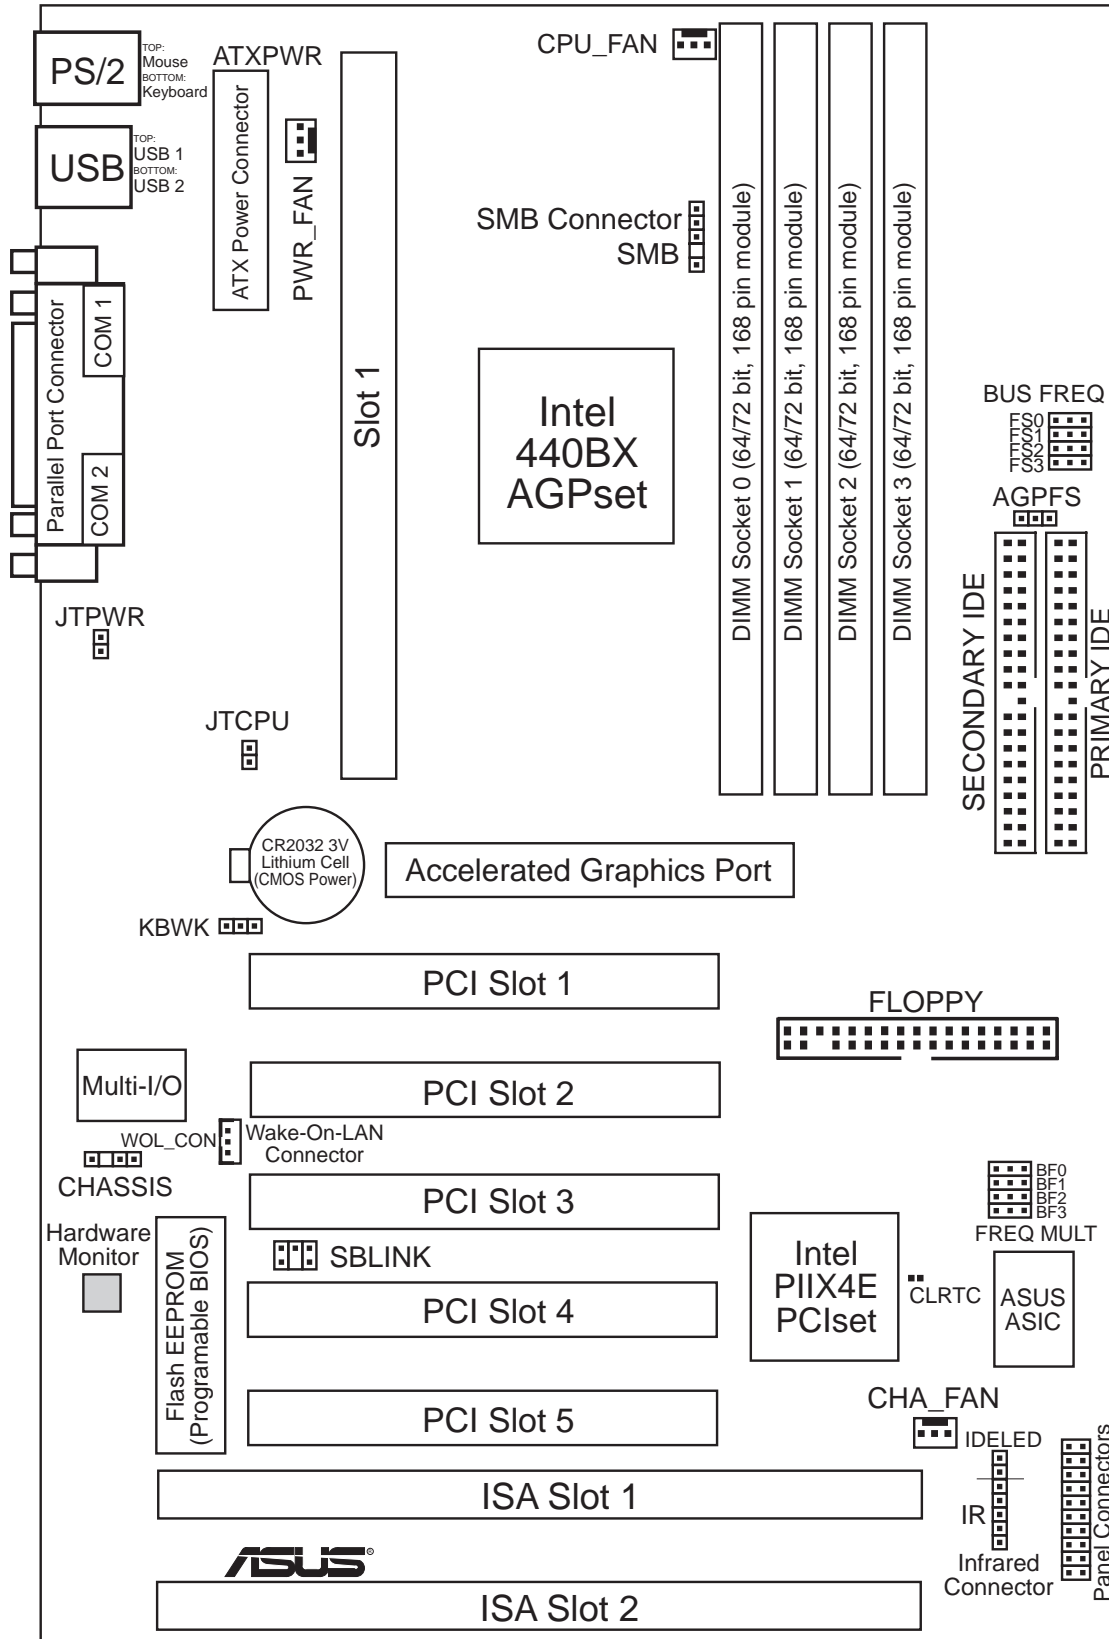 PS/2
TOP:
Mouse
BOTTOM:
Keyboard
USB
TOP:
USB 1
BOTTOM:
USB 2
ATXPWR
ATX Power Connector
PWR_FAN
CPU_FAN
SMB Connector
SMB
Parallel Port Connector
COM 1
COM 2
Slot 1
Intel
440BX
AGPset
DIMM Socket 0 (64/72 bit, 168 pin module)
DIMM Socket 1 (64/72 bit, 168 pin module)
DIMM Socket 2 (64/72 bit, 168 pin module)
DIMM Socket 3 (64/72 bit, 168 pin module)
BUS FREQ
FS0
FS1
FS2
FS3
AGPFS
SECONDARY IDE
PRIMARY IDE
JTPWR
JTCPU
CR2032 3V
Lithium Cell
(CMOS Power)
Accelerated Graphics Port
KBWK
PCI Slot 1
FLOPPY
Multi-I/O
PCI Slot 2
WOL_CON
Wake-On-LAN
Connector
CHASSIS
PCI Slot 3
BF0
BF1
BF2
BF3
FREQ MULT
Hardware
Monitor
Flash EEPROM
(Programable BIOS)
SBLINK
PCI Slot 4
Intel
PIIX4E
PCIset
CLRTC
ASUS
ASIC
PCI Slot 5
CHA_FAN
IDELED
IR
Infrared
Connector
Panel Connectors
ISA Slot 1
ASUS®
ISA Slot 2